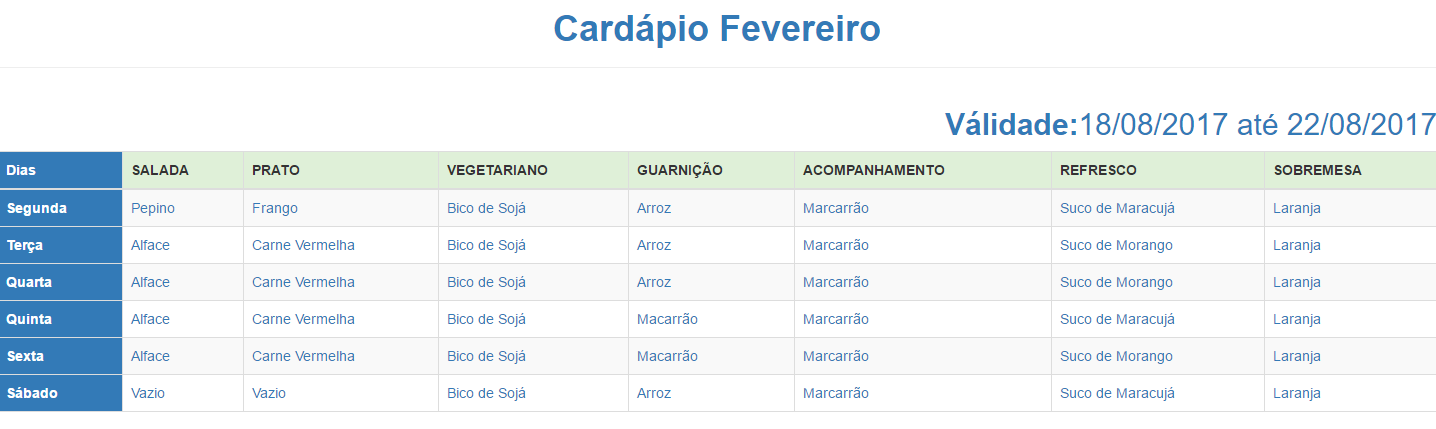 Cardápio Fevereiro
Válidade:18/08/2017 até 22/08/2017
Dias SALADA PRATO VEGETARIANO GUARNIÇÃO ACOMPANHAMENTO REFRESCO SOBREMESA
Segunda Pepino Frango Bico de Sojá Arroz Marcarrão Suco de Maracujá Laranja
Terça Alface Carne Vermelha Bico de Sojá Arroz Marcarrão Suco de Morango Laranja
Quarta Alface Carne Vermelha Bico de Sojá Arroz Marcarrão Suco de Morango Laranja
Quinta Alface Carne Vermelha Bico de Sojá Macarrão Marcarrão Suco de Maracujá Laranja
Sexta Alface Carne Vermelha Bico de Sojá Macarrão Marcarrão Suco de Morango Laranja
Sábado Vazio Vazio Bico de Sojá Arroz Marcarrão Suco de Maracujá Laranja